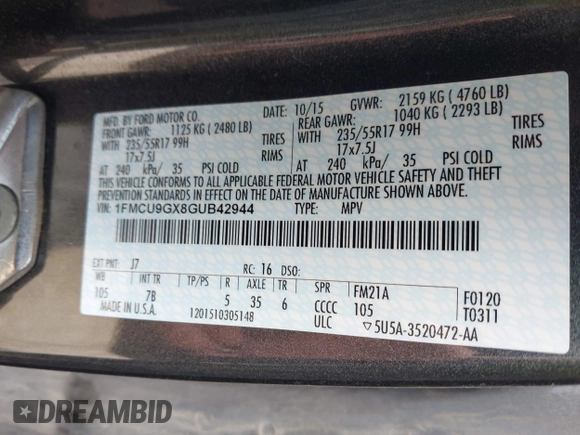 MFD. BY FORD MOTOR CO. 10/15 GVWR: 2159 KG ( 4760 LB)
FRONT GAWR: 1125 KG ( 2480 LB) REAR GAWR: 1040 KG ( 2293 LB)
WITH 235/55R17 99H TIRES WITH 235/55R17 99H TIRES
17x7.5J RIMS 17x7.5J RIMS
AT 240 kPa/ 35 PSI COLD AT 240 kPa/ 35 PSI COLD
THIS VEHICLE CONFORMS TO ALL APPLICABLE FEDERAL MOTOR VEHICLE SAFETY AND THEFT
PREVENTION STANDARDS IN EFFECT ON THE DATE OF MANUFACTURE SHOWN ABOVE.
VIN: 1FMCU9GX8GUB42944 TYPE: MPV
EXT PNT: J7 RC: 16 DSO:
WB INT TR TP/PS R AXLE TR SPR FM21A F0120
105 7B 5 35 6 CCCC 105 T0311
MADE IN U.S.A. 1201510305148 ULC ▽5U5A-3520472-AA
DREAMBID